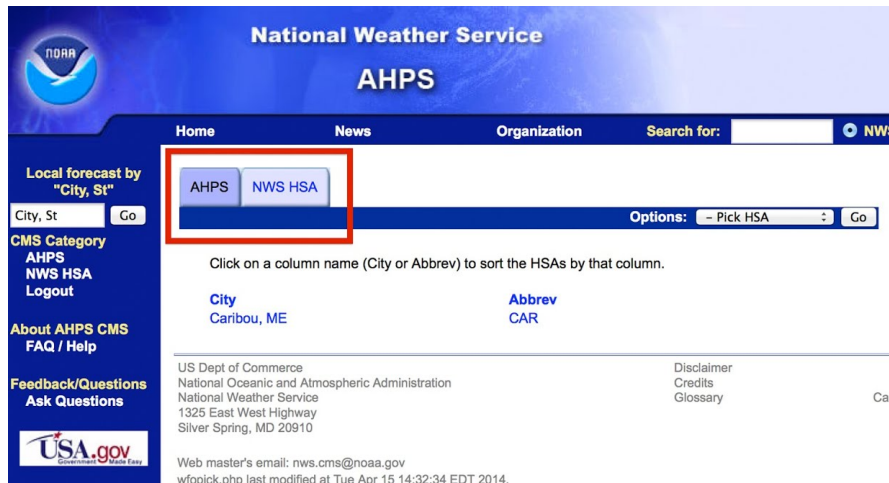 NOAA
National Weather Service
AHPS
Home News Organization Search for: NWS
Local forecast by
"City, St"
City, St Go
CMS Category
AHPS
NWS HSA
Logout
About AHPS CMS
FAQ / Help
Feedback/Questions
Ask Questions
USA.gov
Government Made Easy
AHPS NWS HSA
Options: – Pick HSA Go
Click on a column name (City or Abbrev) to sort the HSAs by that column.
City Abbrev
Caribou, ME CAR
US Dept of Commerce Disclaimer
National Oceanic and Atmospheric Administration Credits
National Weather Service Glossary Ca
1325 East West Highway
Silver Spring, MD 20910
Web master's email: nws.cms@noaa.gov
wfopick.php last modified at Tue Apr 15 14:32:34 EDT 2014.